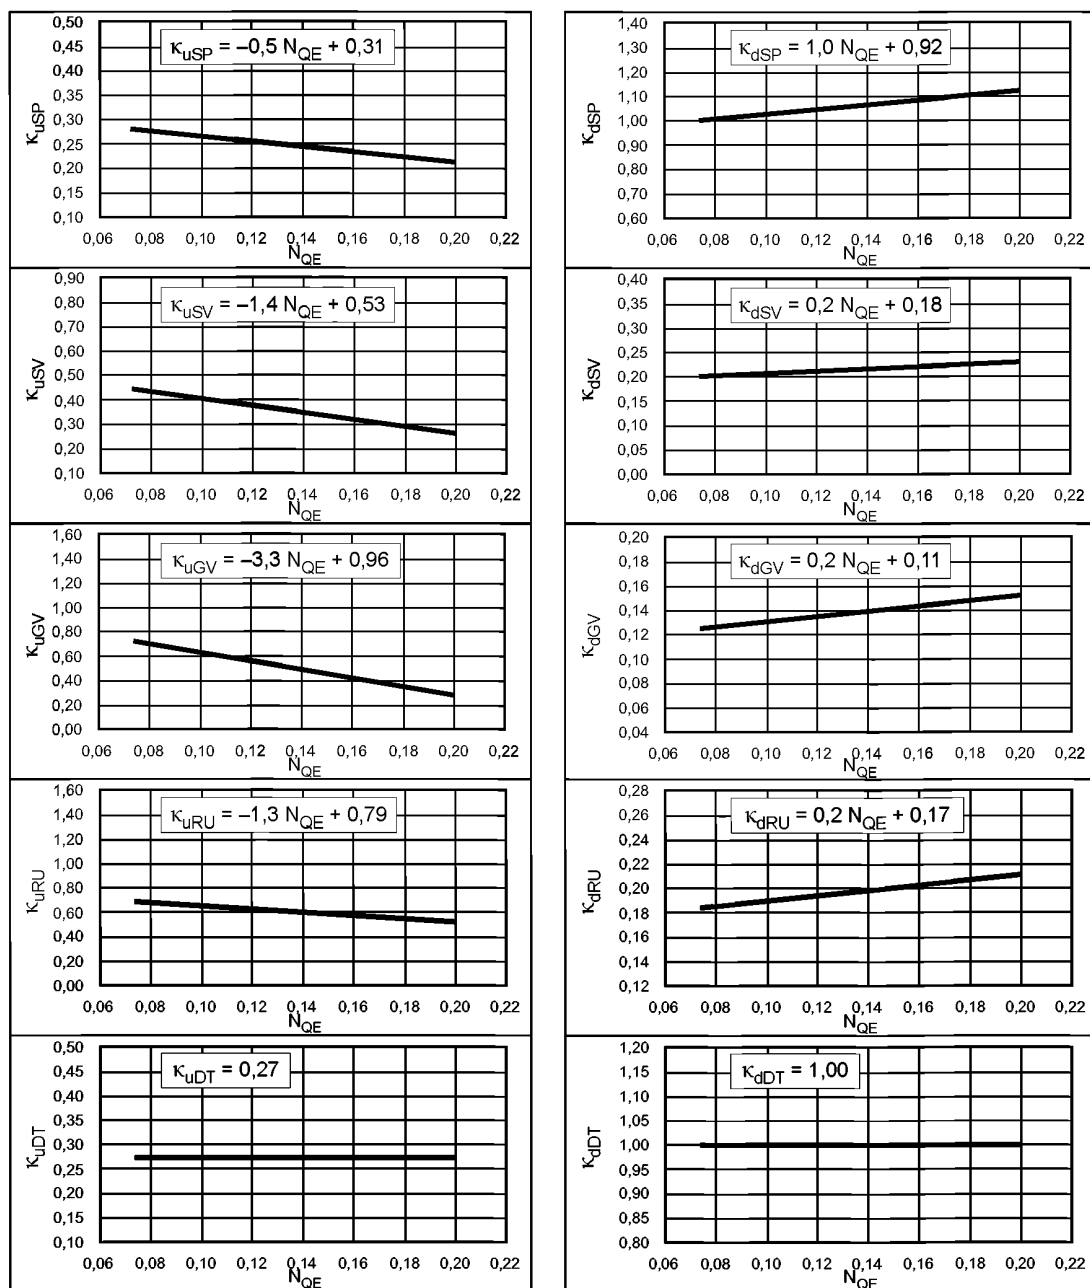 0,50
0,45
0,40
0,35
0,30
0,25
0,20
0,15
0,10
κuSP
κuSP = –0,5 NQE + 0,31
0,06 0,08 0,10 0,12 0,14 0,16 0,18 0,20 0,22
NQE
1,40
1,30
1,20
1,10
1,00
0,90
0,80
0,70
0,60
κdSP
κdSP = 1,0 NQE + 0,92
0,06 0,08 0,10 0,12 0,14 0,16 0,18 0,20 0,22
NQE
0,90
0,80
0,70
0,60
0,50
0,40
0,30
0,20
0,10
κuSV
κuSV = –1,4 NQE + 0,53
0,06 0,08 0,10 0,12 0,14 0,16 0,18 0,20 0,22
NQE
0,40
0,35
0,30
0,25
0,20
0,15
0,10
0,05
0,00
κdSV
κdSV = 0,2 NQE + 0,18
0,06 0,08 0,10 0,12 0,14 0,16 0,18 0,20 0,22
NQE
1,60
1,40
1,20
1,00
0,80
0,60
0,40
0,20
0,00
κuGV
κuGV = –3,3 NQE + 0,96
0,06 0,08 0,10 0,12 0,14 0,16 0,18 0,20 0,22
NQE
0,20
0,18
0,16
0,14
0,12
0,10
0,08
0,06
0,04
κdGV
κdGV = 0,2 NQE + 0,11
0,06 0,08 0,10 0,12 0,14 0,16 0,18 0,20 0,22
NQE
1,60
1,40
1,20
1,00
0,80
0,60
0,40
0,20
0,00
κuRU
κuRU = –1,3 NQE + 0,79
0,06 0,08 0,10 0,12 0,14 0,16 0,18 0,20 0,22
NQE
0,28
0,26
0,24
0,22
0,20
0,18
0,16
0,14
0,12
κdRU
κdRU = 0,2 NQE + 0,17
0,06 0,08 0,10 0,12 0,14 0,16 0,18 0,20 0,22
NQE
0,50
0,45
0,40
0,35
0,30
0,25
0,20
0,15
0,10
κuDT
κuDT = 0,27
0,06 0,08 0,10 0,12 0,14 0,16 0,18 0,20 0,22
NQE
1,20
1,15
1,10
1,05
1,00
0,95
0,90
0,85
0,80
κdDT
κdDT = 1,00
0,06 0,08 0,10 0,12 0,14 0,16 0,18 0,20 0,22
NQE